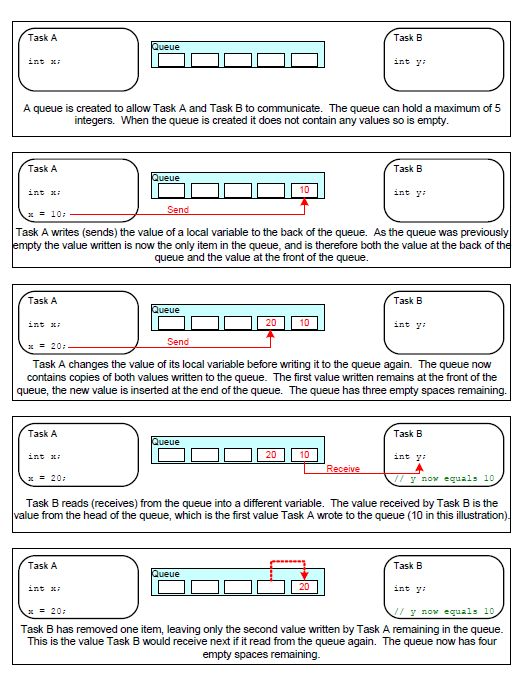 Task A
Queue
Task B
int x;
int y;
A queue is created to allow Task A and Task B to communicate.  The queue can hold a maximum of 5
integers.  When the queue is created it does not contain any values so is empty.
Task A
Queue
Task B
int x;
10
int y;
x = 10;
Send
Task A writes (sends) the value of a local variable to the back of the queue.  As the queue was previously
empty the value written is now the only item in the queue, and is therefore both the value at the back of the
queue and the value at the front of the queue.
Task A
Queue
Task B
int x;
20 10
int y;
x = 20;
Send
Task A changes the value of its local variable before writing it to the queue again.  The queue now
contains copies of both values written to the queue.  The first value written remains at the front of the
queue, the new value is inserted at the end of the queue.  The queue has three empty spaces remaining.
Task A
Queue
Task B
int x;
20 10
int y;
Receive
x = 20;
// y now equals 10
Task B reads (receives) from the queue into a different variable.  The value received by Task B is the
value from the head of the queue, which is the first value Task A wrote to the queue (10 in this illustration).
Task A
Queue
Task B
int x;
20
int y;
x = 20;
// y now equals 10
Task B has removed one item, leaving only the second value written by Task A remaining in the queue.
This is the value Task B would receive next if it read from the queue again.  The queue now has four
empty spaces remaining.